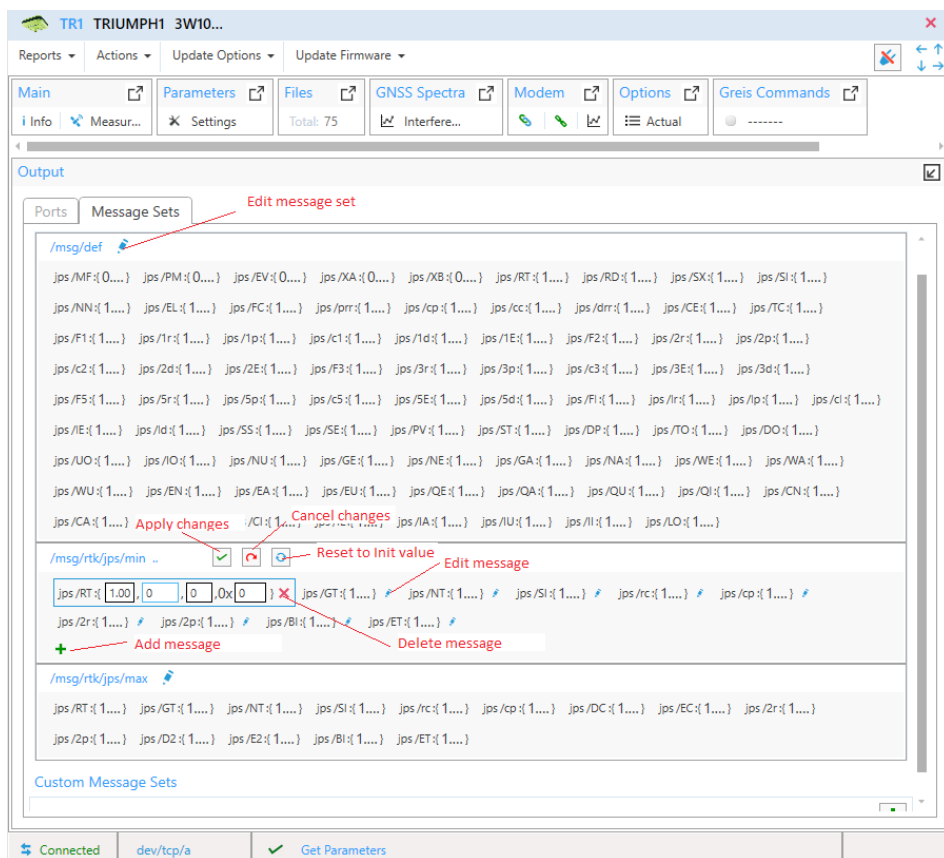 TR1 TRIUMPH1 3W10...
Reports Actions Update Options Update Firmware
Main Parameters Files GNSS Spectra Modem Options Greis Commands
i Info Measur... Settings Total: 75 Interfere... Actual -------
Output
Edit message set
Ports Message Sets
/msg/def
jps/MF:{0....} jps/PM:{0....} jps/EV:{0....} jps/XA:{0....} jps/XB:{0....} jps/RT:{1....} jps/RD:{1....} jps/SX:{1....} jps/SI:{1....}
jps/NN:{1....} jps/EL:{1....} jps/FC:{1....} jps/prr:{1....} jps/cp:{1....} jps/cc:{1....} jps/drr:{1....} jps/CE:{1....} jps/TC:{1....}
jps/F1:{1....} jps/1r:{1....} jps/1p:{1....} jps/c1:{1....} jps/1d:{1....} jps/1E:{1....} jps/F2:{1....} jps/2r:{1....} jps/2p:{1....}
jps/c2:{1....} jps/2d:{1....} jps/2E:{1....} jps/F3:{1....} jps/3r:{1....} jps/3p:{1....} jps/c3:{1....} jps/3E:{1....} jps/3d:{1....}
jps/F5:{1....} jps/5r:{1....} jps/5p:{1....} jps/c5:{1....} jps/5E:{1....} jps/5d:{1....} jps/Fl:{1....} jps/lr:{1....} jps/lp:{1....} jps/cl:{1....}
jps/lE:{1....} jps/ld:{1....} jps/SS:{1....} jps/SE:{1....} jps/PV:{1....} jps/ST:{1....} jps/DP:{1....} jps/TO:{1....} jps/DO:{1....}
jps/UO:{1....} jps/IO:{1....} jps/NU:{1....} jps/GE:{1....} jps/NE:{1....} jps/GA:{1....} jps/NA:{1....} jps/WE:{1....} jps/WA:{1....}
jps/WU:{1....} jps/EN:{1....} jps/EA:{1....} jps/EU:{1....} jps/QE:{1....} jps/QA:{1....} jps/QU:{1....} jps/QI:{1....} jps/CN:{1....}
jps/CA:{1....} /CI:{1.... jps/IA:{1....} jps/IU:{1....} jps/II:{1....} jps/LO:{1....}
Apply changes Cancel changes
Reset to Init value
/msg/rtk/jps/min ..
Edit message
jps/RT:{ 1.00 , 0 , 0 ,0x 0 } jps/GT:{1....} jps/NT:{1....} jps/SI:{1....} jps/rc:{1....} jps/cp:{1....}
jps/2r:{1....} jps/2p:{1....} jps/BI:{1....} jps/ET:{1....}
Add message Delete message
/msg/rtk/jps/max
jps/RT:{1....} jps/GT:{1....} jps/NT:{1....} jps/SI:{1....} jps/rc:{1....} jps/cp:{1....} jps/DC:{1....} jps/EC:{1....} jps/2r:{1....}
jps/2p:{1....} jps/D2:{1....} jps/E2:{1....} jps/BI:{1....} jps/ET:{1....}
Custom Message Sets
Connected dev/tcp/a Get Parameters